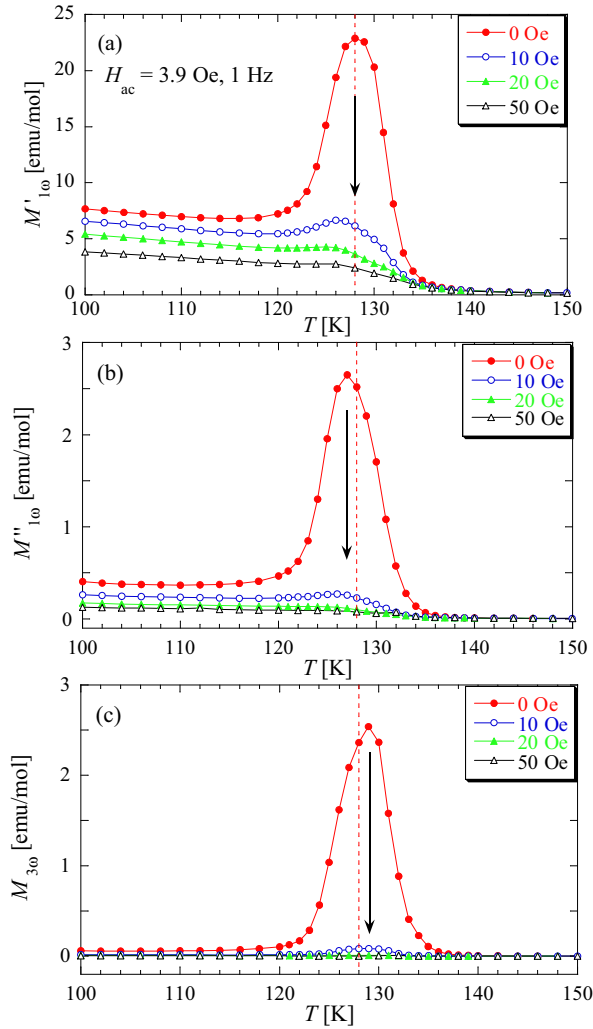 (a)
H_ac = 3.9 Oe, 1 Hz
0 Oe
10 Oe
20 Oe
50 Oe
M'_1ω [emu/mol]
25
20
15
10
5
0
100 110 120 130 140 150
T [K]
(b)
0 Oe
10 Oe
20 Oe
50 Oe
M''_1ω [emu/mol]
3
2
1
0
100 110 120 130 140 150
T [K]
(c)
0 Oe
10 Oe
20 Oe
50 Oe
M_3ω [emu/mol]
3
2
1
0
100 110 120 130 140 150
T [K]